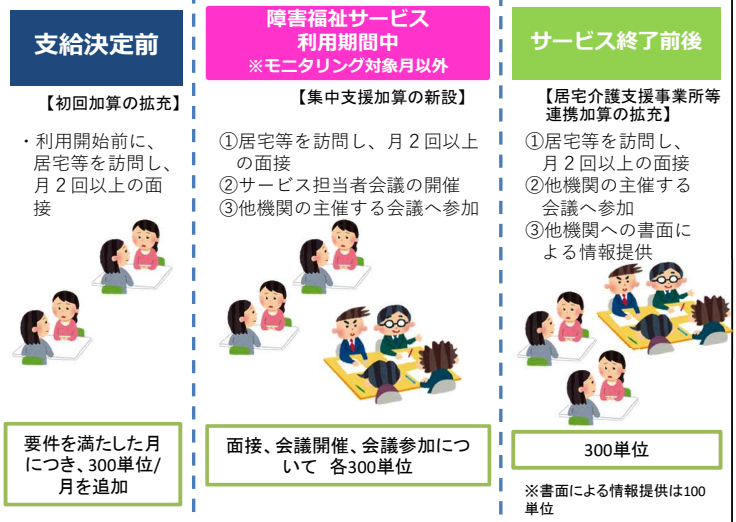 支給決定前
【初回加算の拡充】
・利用開始前に、
居宅等を訪問し、
月２回以上の面
接
要件を満たした月
につき、300単位/
月を追加
障害福祉サービス
利用期間中
※モニタリング対象月以外
【集中支援加算の新設】
①居宅等を訪問し、月２回以上
の面接
②サービス担当者会議の開催
③他機関の主催する会議へ参加
面接、会議開催、会議参加につ
いて 各300単位
サービス終了前後
【居宅介護支援事業所等
連携加算の拡充】
①居宅等を訪問し、
月２回以上の面接
②他機関の主催する
会議へ参加
③他機関への書面に
よる情報提供
300単位
※書面による情報提供は100
単位